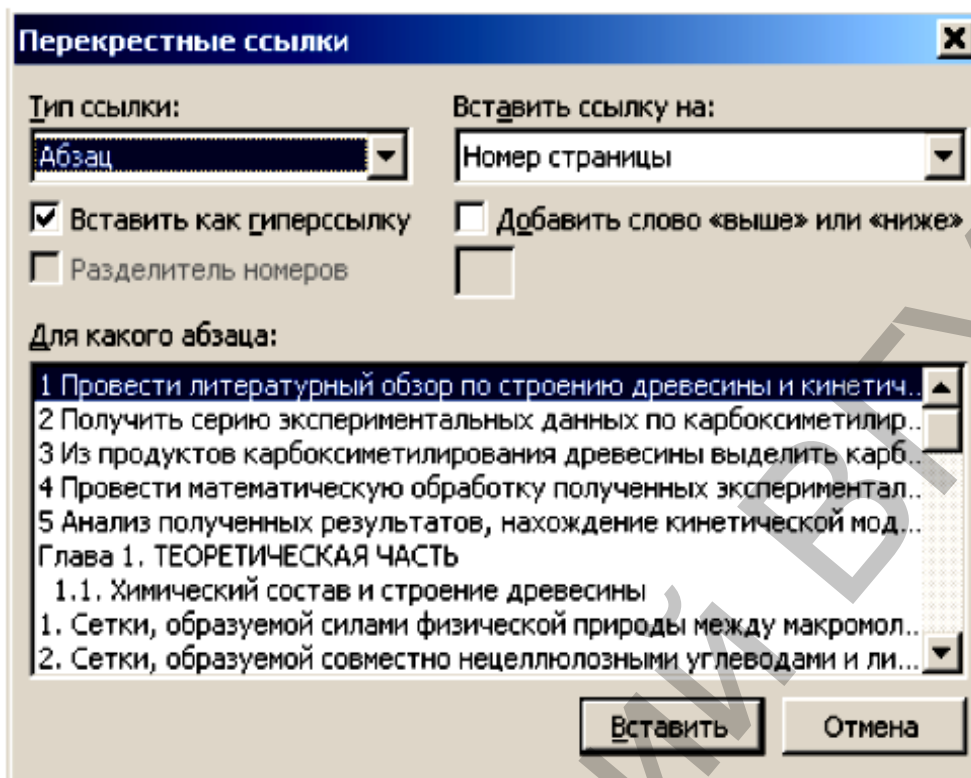 Перекрестные ссылки
Тип ссылки: Вставить ссылку на:
Абзац Номер страницы
Вставить как гиперссылку Добавить слово «выше» или «ниже»
Разделитель номеров
Для какого абзаца:
1 Провести литературный обзор по строению древесины и кинетич...
2 Получить серию экспериментальных данных по карбоксиметилир...
3 Из продуктов карбоксиметилирования древесины выделить карб...
4 Провести математическую обработку полученных экспериментал...
5 Анализ полученных результатов, нахождение кинетической мод...
Глава 1. ТЕОРЕТИЧЕСКАЯ ЧАСТЬ
1.1. Химический состав и строение древесины
1. Сетки, образуемой силами физической природы между макромол...
2. Сетки, образуемой совместно нецеллюлозными углеводами и ли...
Вставить Отмена